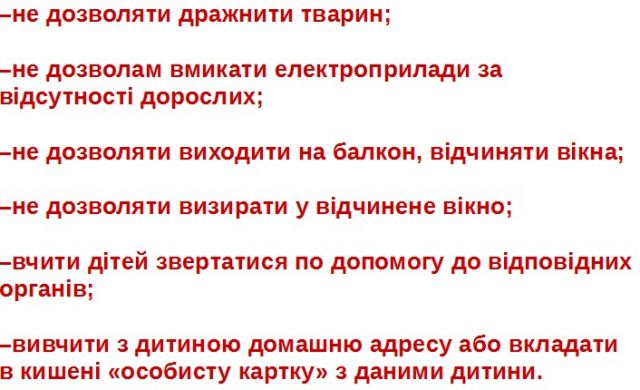 –не дозволяти дражнити тварин;
–не дозволам вмикати електроприлади за
відсутності дорослих;
–не дозволяти виходити на балкон, відчиняти вікна;
–не дозволяти визирати у відчинене вікно;
–вчити дітей звертатися по допомогу до відповідних
органів;
–вивчити з дитиною домашню адресу або вкладати
в кишені «особисту картку» з даними дитини.